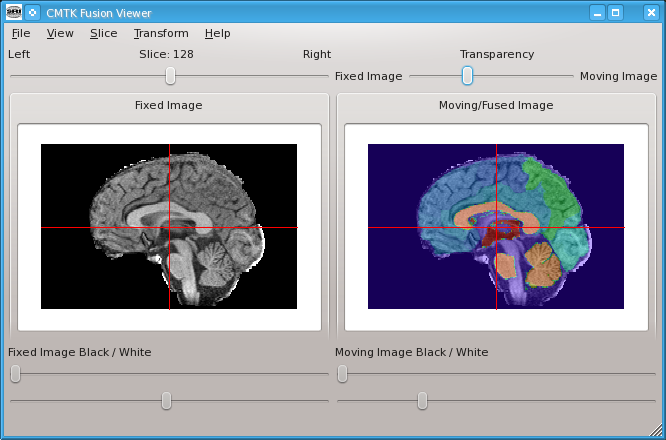 SRI CMTK Fusion Viewer
File View Slice Transform Help
Left Slice: 128 Right Transparency
Fixed Image Moving Image
Fixed Image Moving/Fused Image
Fixed Image Black / White Moving Image Black / White